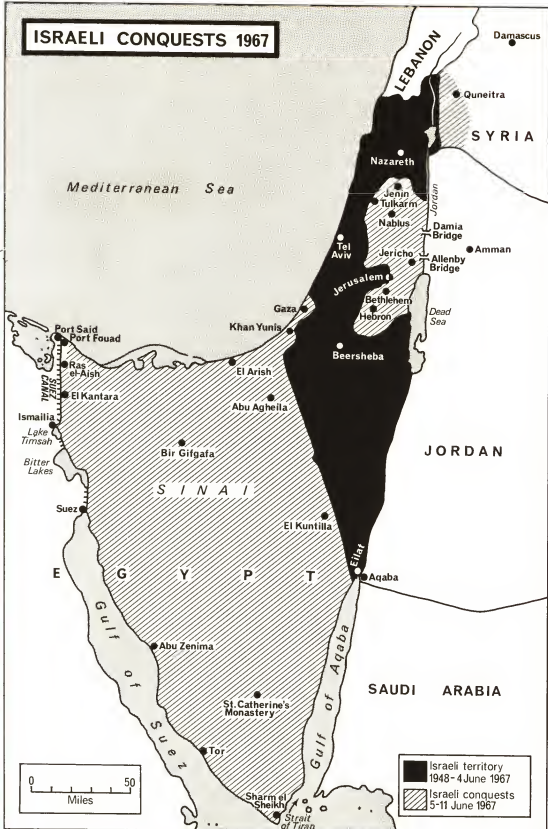 ISRAELI CONQUESTS 1967
Damascus
LEBANON
Quneitra
SYRIA
Nazareth
Mediterranean Sea
Jenin
Tulkarm
Nablus
Jordan
Damia
Bridge
Tel
Aviv
Jericho
Amman
Allenby
Bridge
Jerusalem
Bethlehem
Hebron
Dead
Sea
Gaza
Khan Yunis
Port Said
Port Fouad
Beersheba
Ras
el-Aish
El Arish
SUEZ
CANAL
El Kantara
Abu Agheila
Ismailia
Lake
Timsah
Bir Gifgafa
JORDAN
Bitter
Lakes
SINAI
Suez
El Kuntilla
EGYPT
Eilat
Aqaba
Gulf of Suez
Gulf of Aqaba
Abu Zenima
St. Catherine's
Monastery
SAUDI ARABIA
Tor
0 50
Miles
Sharm el
Sheikh
Strait
of Tiran
Israeli territory
1948-4 June 1967
Israeli conquests
5-11 June 1967